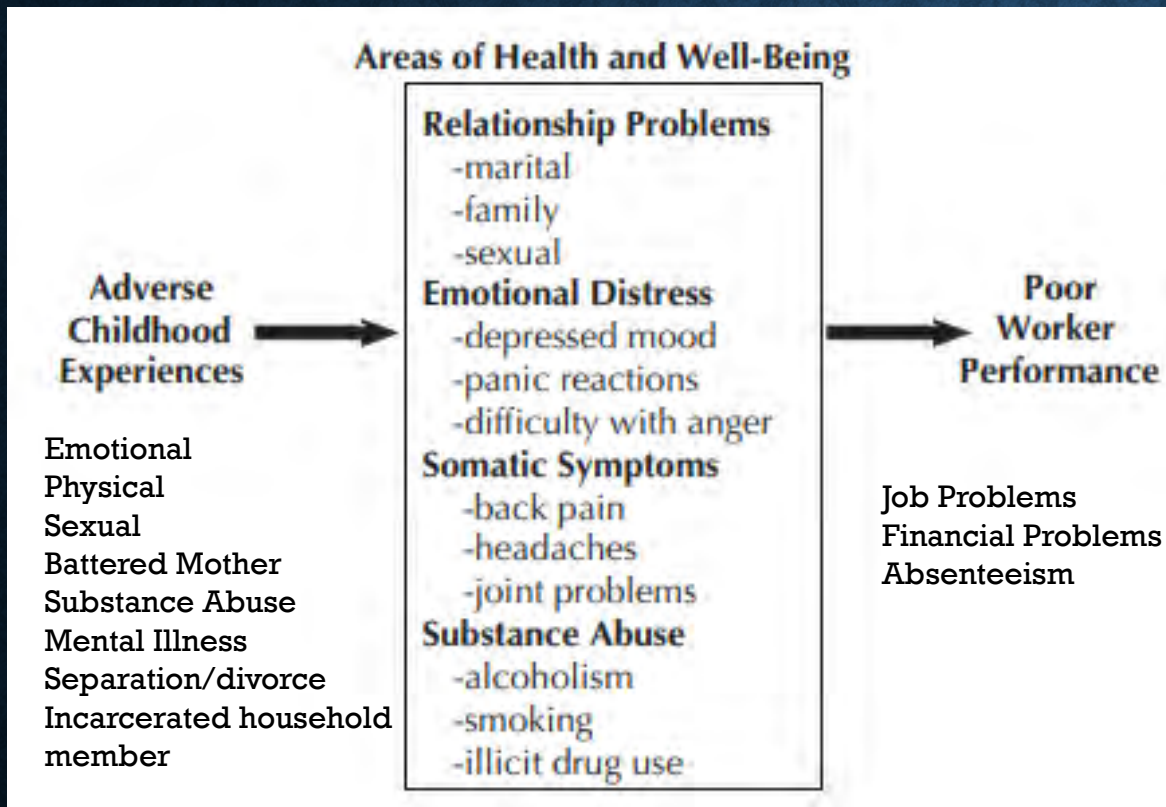 Areas of Health and Well-Being
Adverse
Childhood
Experiences
Emotional
Physical
Sexual
Battered Mother
Substance Abuse
Mental Illness
Separation/divorce
Incarcerated household
member
Relationship Problems
-marital
-family
-sexual
Emotional Distress
-depressed mood
-panic reactions
-difficulty with anger
Somatic Symptoms
-back pain
-headaches
-joint problems
Substance Abuse
-alcoholism
-smoking
-illicit drug use
Poor
Worker
Performance
Job Problems
Financial Problems
Absenteeism